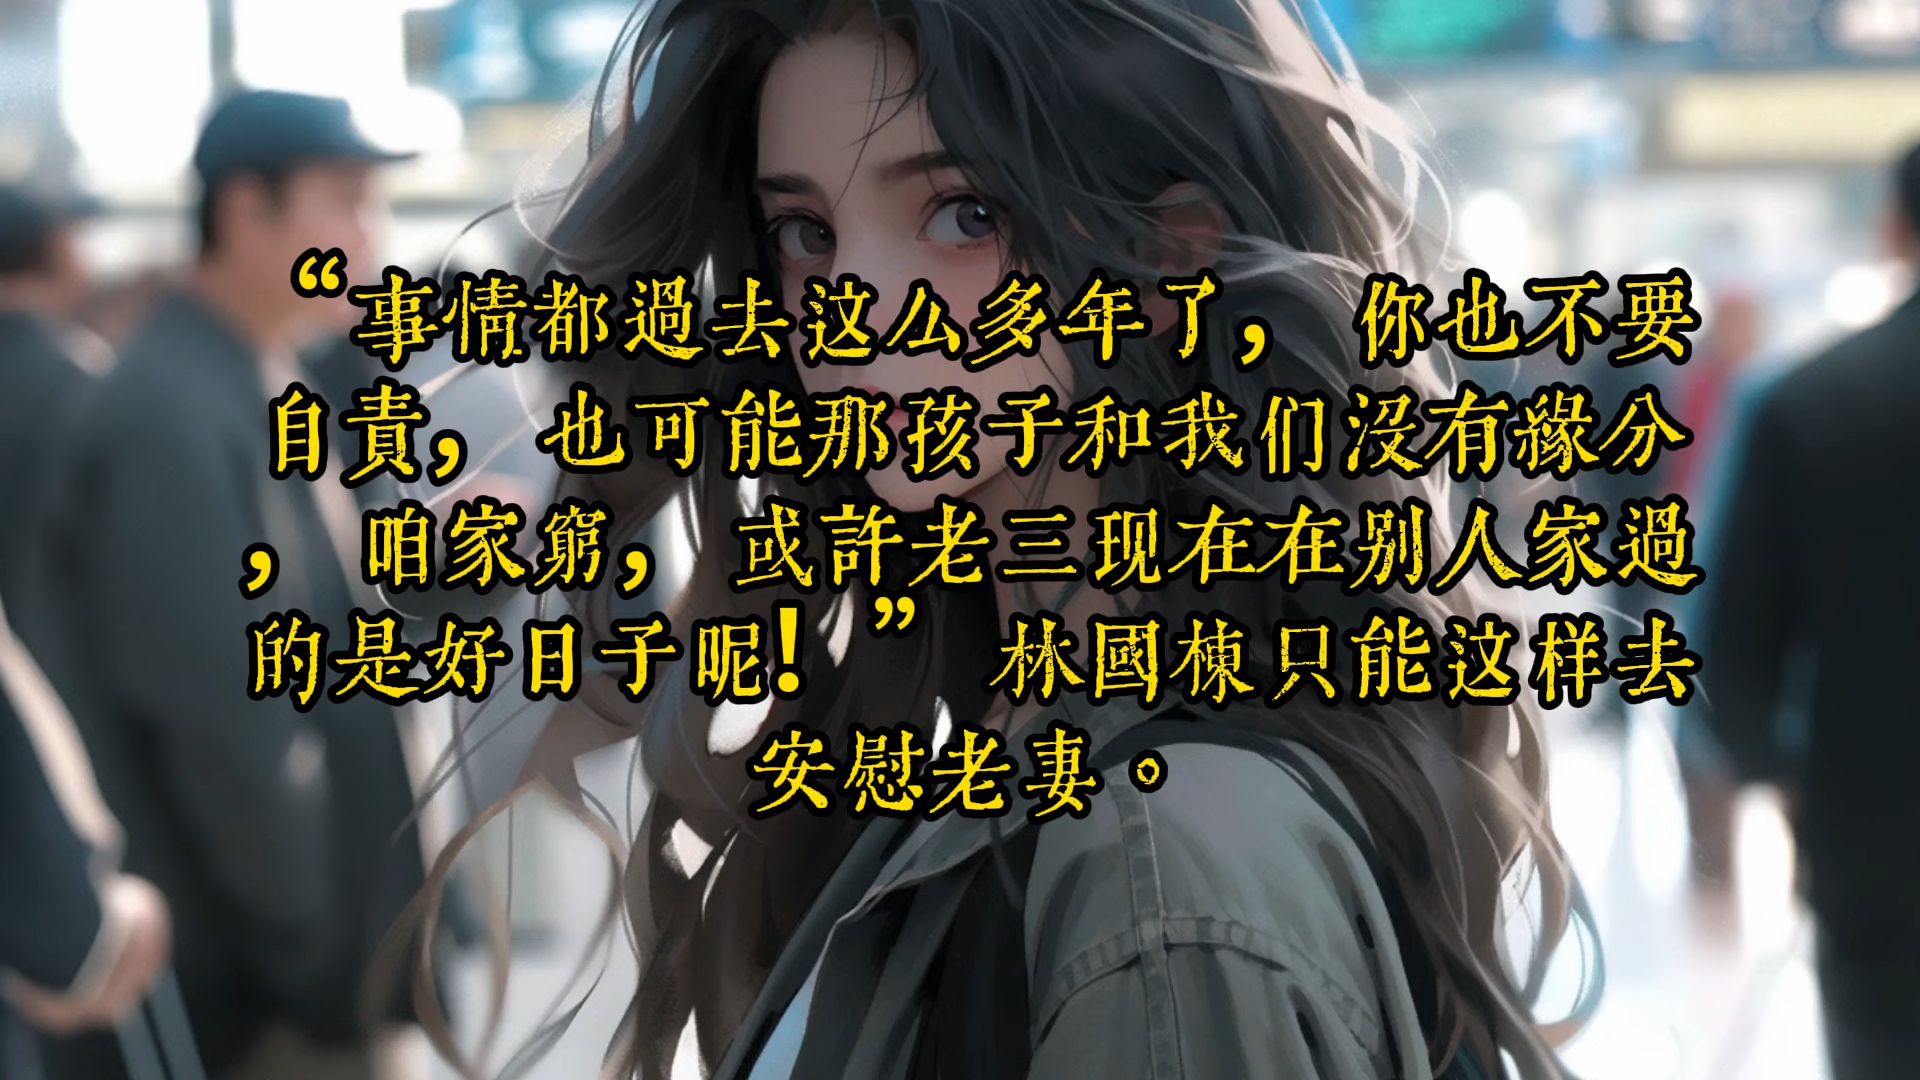 “事情都過去这么多年了, 你也不要
自責, 也可能那孩子和我们沒有緣分
, 咱家窮, 或許老三现在在别人家過
的是好日子呢! ” 林國棟只能这样去
安慰老妻。